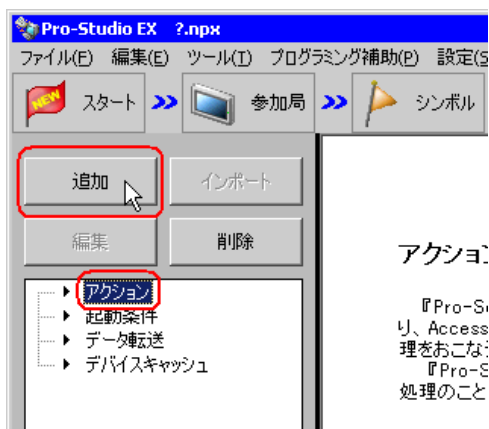 Pro-Studio EX ?.npx
ファイル(F) 編集(E) ツール(T) プログラミング補助(P) 設定(S
NEW スタート >> 参加局 >> シンボル
追加 インポート
編集 削除
アクション
起動条件
データ転送
デバイスキャッシュ
アクション
『Pro-Se
り、Access
理をおこな
『Pro-S
処理のこと